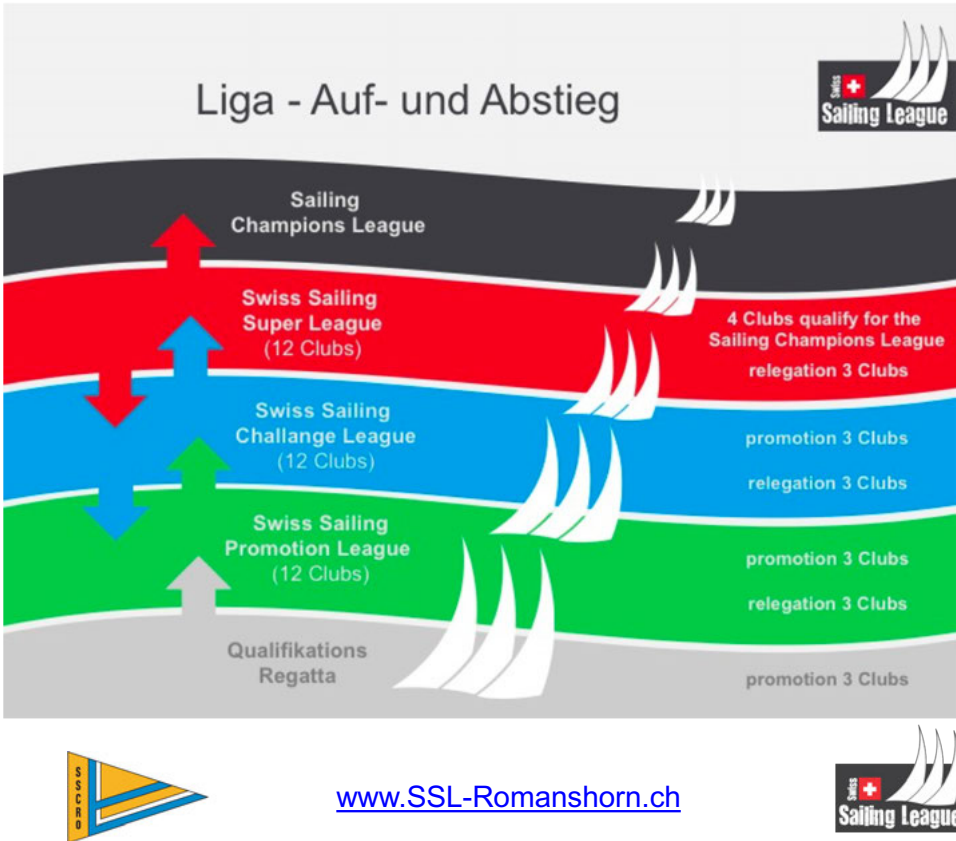 Liga - Auf- und Abstieg
Swiss
Sailing League
Sailing
Champions League
Swiss Sailing
Super League
(12 Clubs)
4 Clubs qualify for the
Sailing Champions League
relegation 3 Clubs
Swiss Sailing
Challange League
(12 Clubs)
promotion 3 Clubs
relegation 3 Clubs
Swiss Sailing
Promotion League
(12 Clubs)
promotion 3 Clubs
relegation 3 Clubs
Qualifikations
Regatta
promotion 3 Clubs
SSCRO
www.SSL-Romanshorn.ch
Swiss
Sailing League